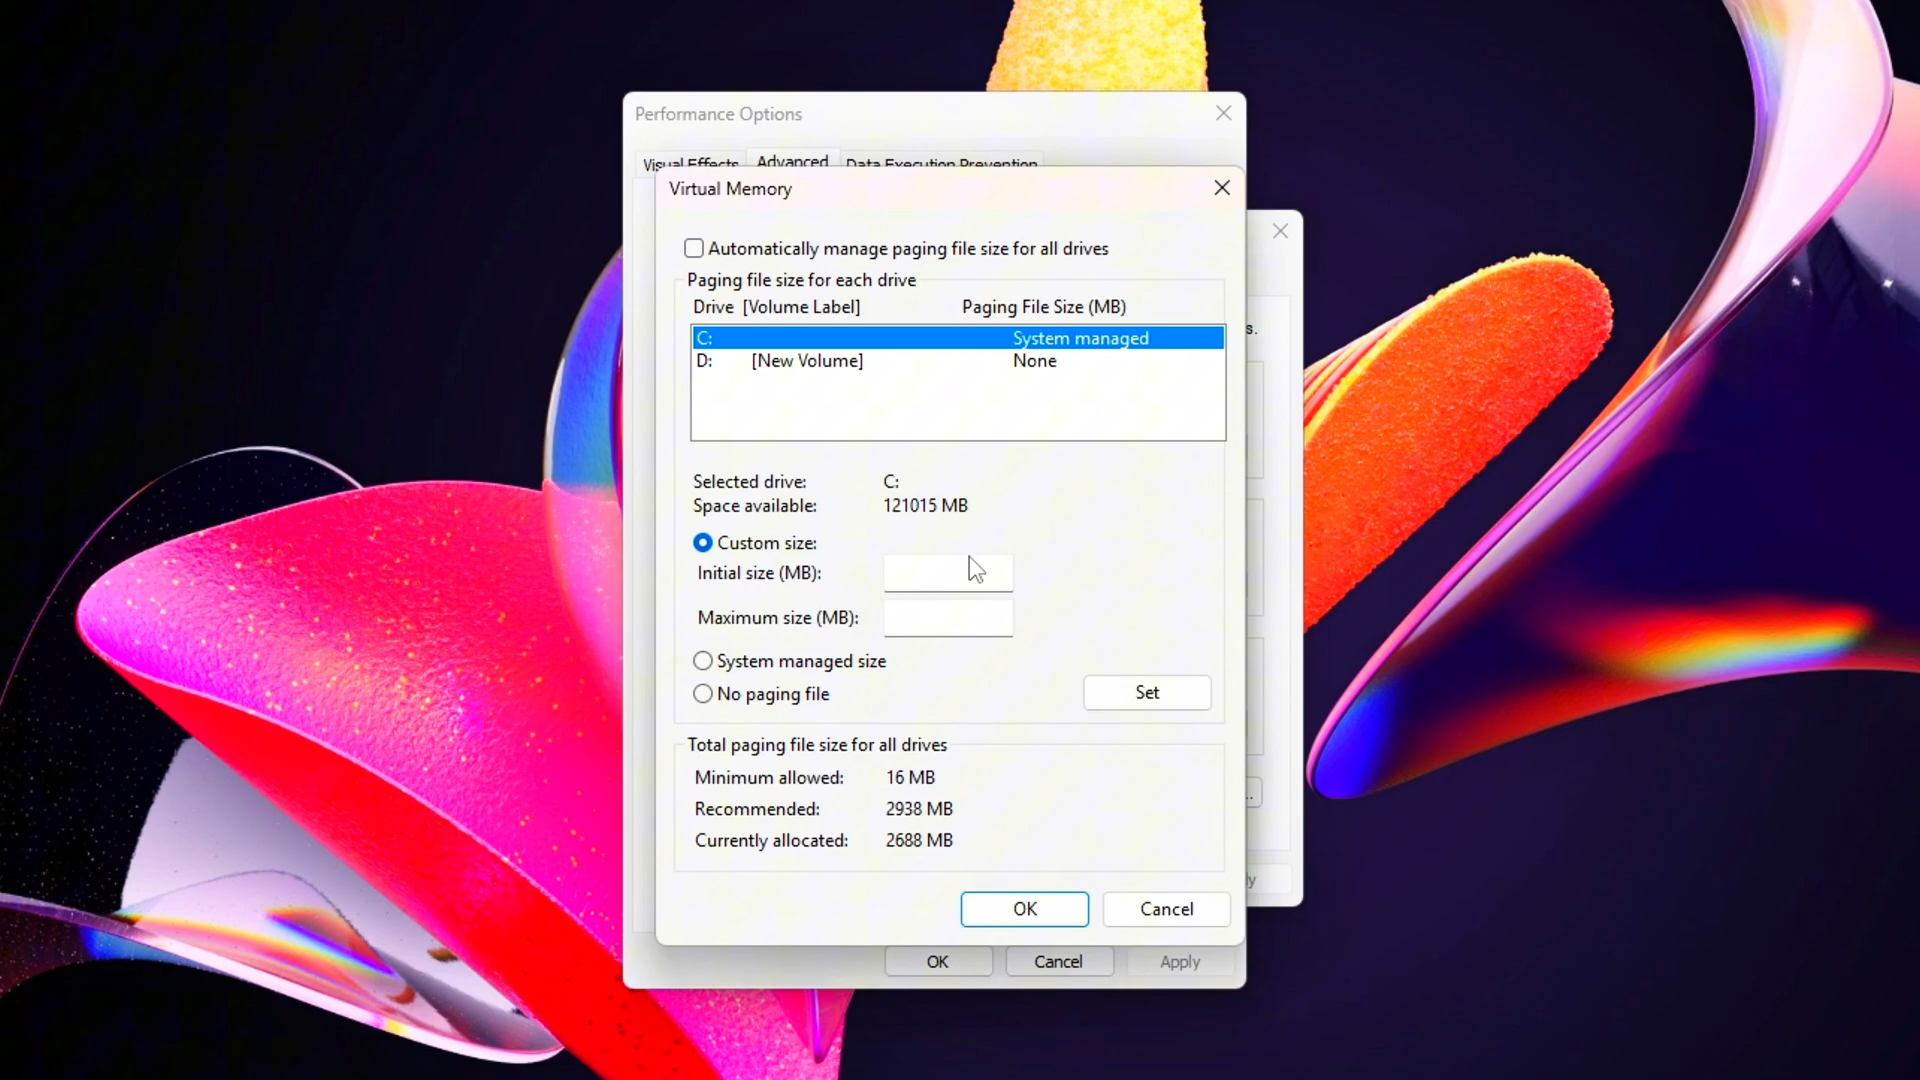 Performance Options
Visual Effects Advanced Data Execution Prevention
Virtual Memory
Automatically manage paging file size for all drives
Paging file size for each drive
Drive [Volume Label] Paging File Size (MB)
s.
C: System managed
D: [New Volume] None
Selected drive: C:
Space available: 121015 MB
Custom size:
Initial size (MB):
Maximum size (MB):
System managed size
No paging file
Set
Total paging file size for all drives
Minimum allowed: 16 MB
..
Recommended: 2938 MB
Currently allocated: 2688 MB
ly
OK Cancel
OK Cancel Apply